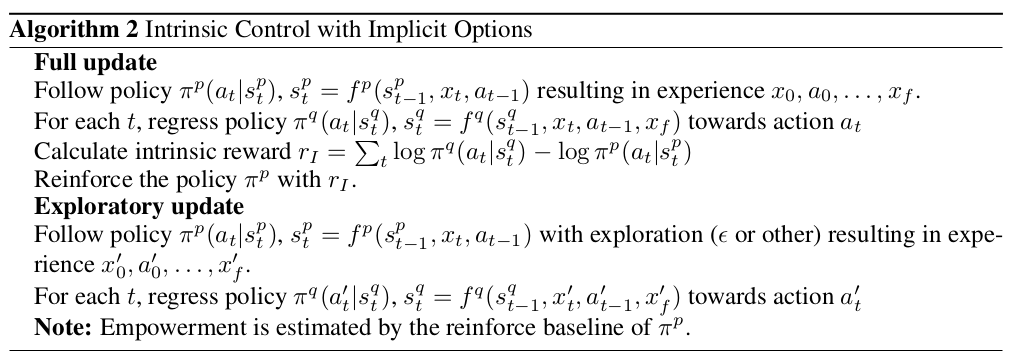 Algorithm 2 Intrinsic Control with Implicit Options
Full update
Follow policy $\pi^p(a_t|s_t^p)$, $s_t^p = f^p(s_{t-1}^p, x_t, a_{t-1})$ resulting in experience $x_0, a_0, \ldots, x_f$.
For each $t$, regress policy $\pi^q(a_t|s_t^q)$, $s_t^q = f^q(s_{t-1}^q, x_t, a_{t-1}, x_f)$ towards action $a_t$
Calculate intrinsic reward $r_I = \sum_t \log \pi^q(a_t|s_t^q) - \log \pi^p(a_t|s_t^p)$
Reinforce the policy $\pi^p$ with $r_I$.
Exploratory update
Follow policy $\pi^p(a_t|s_t^p)$, $s_t^p = f^p(s_{t-1}^p, x_t, a_{t-1})$ with exploration ($\epsilon$ or other) resulting in expe-
rience $x_0', a_0', \ldots, x_f'$.
For each $t$, regress policy $\pi^q(a_t'|s_t^q)$, $s_t^q = f^q(s_{t-1}^q, x_t', a_{t-1}', x_f')$ towards action $a_t'$
Note: Empowerment is estimated by the reinforce baseline of $\pi^p$.